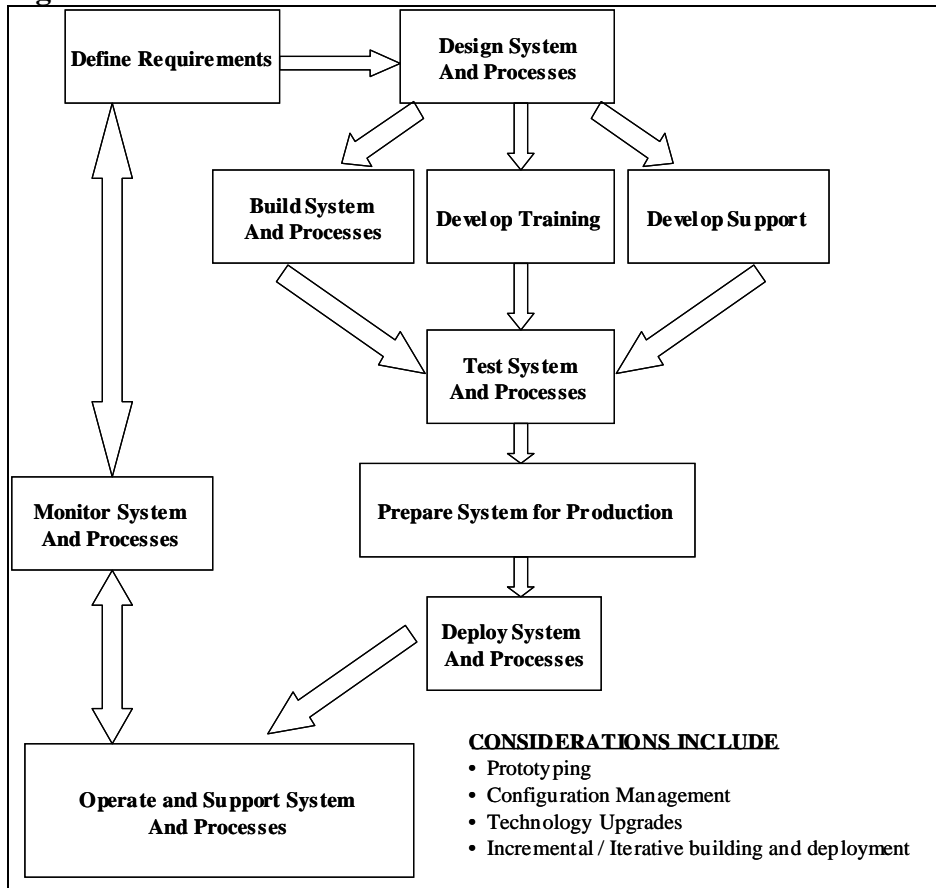 Define Requirements
Design System
And Processes
Build System
And Processes
Develop Training
Develop Support
Test System
And Processes
Monitor System
And Processes
Prepare System for Production
Deploy System
And Processes
Operate and Support System
And Processes
CONSIDERATIONS INCLUDE
• Prototyping
• Configuration Management
• Technology Upgrades
• Incremental / Iterative building and deployment